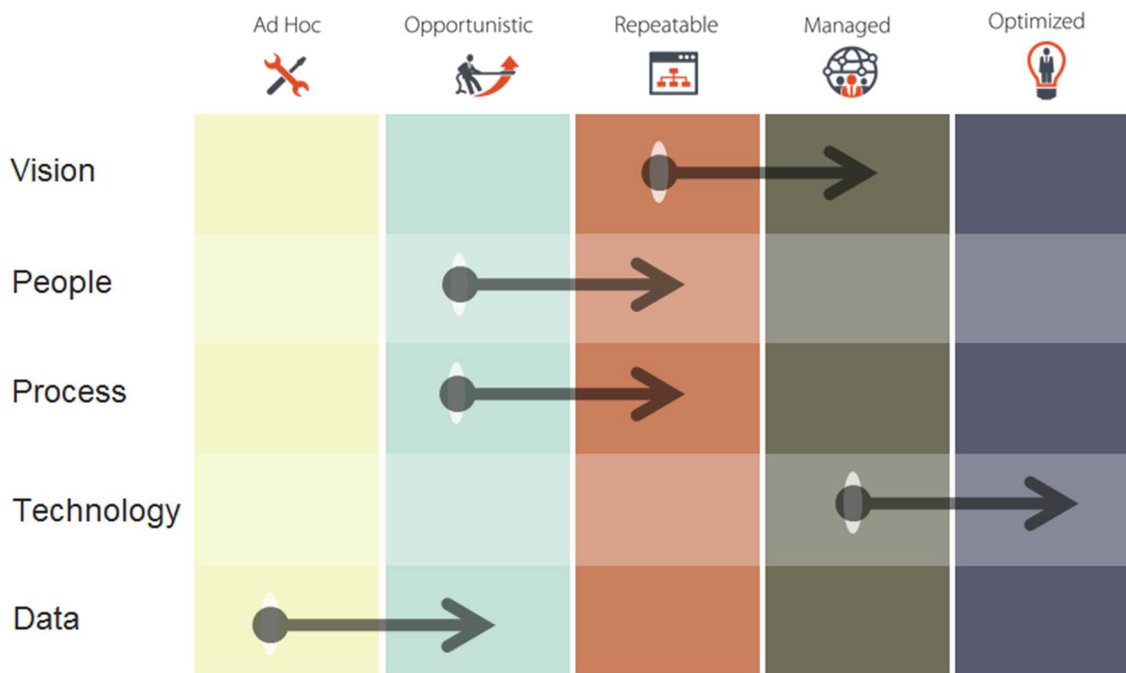 Ad Hoc
Opportunistic
Repeatable
Managed
Optimized
Vision
People
Process
Technology
Data